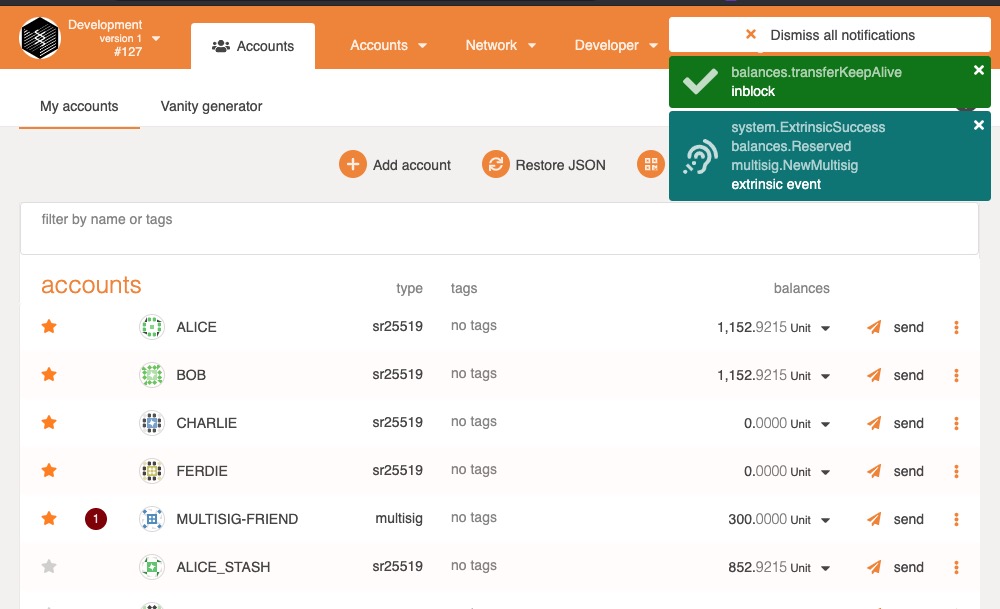 Development
version 1
#127
Accounts
Accounts
Network
Developer
Dismiss all notifications
balances.transferKeepAlive
inblock
system.ExtrinsicSuccess
balances.Reserved
multisig.NewMultisig
extrinsic event
My accounts
Vanity generator
Add account
Restore JSON
filter by name or tags
accounts type tags balances
ALICE sr25519 no tags 1,152.9215 Unit send
BOB sr25519 no tags 1,152.9215 Unit send
CHARLIE sr25519 no tags 0.0000 Unit send
FERDIE sr25519 no tags 0.0000 Unit send
1 MULTISIG-FRIEND multisig no tags 300.0000 Unit send
ALICE_STASH sr25519 no tags 852.9215 Unit send